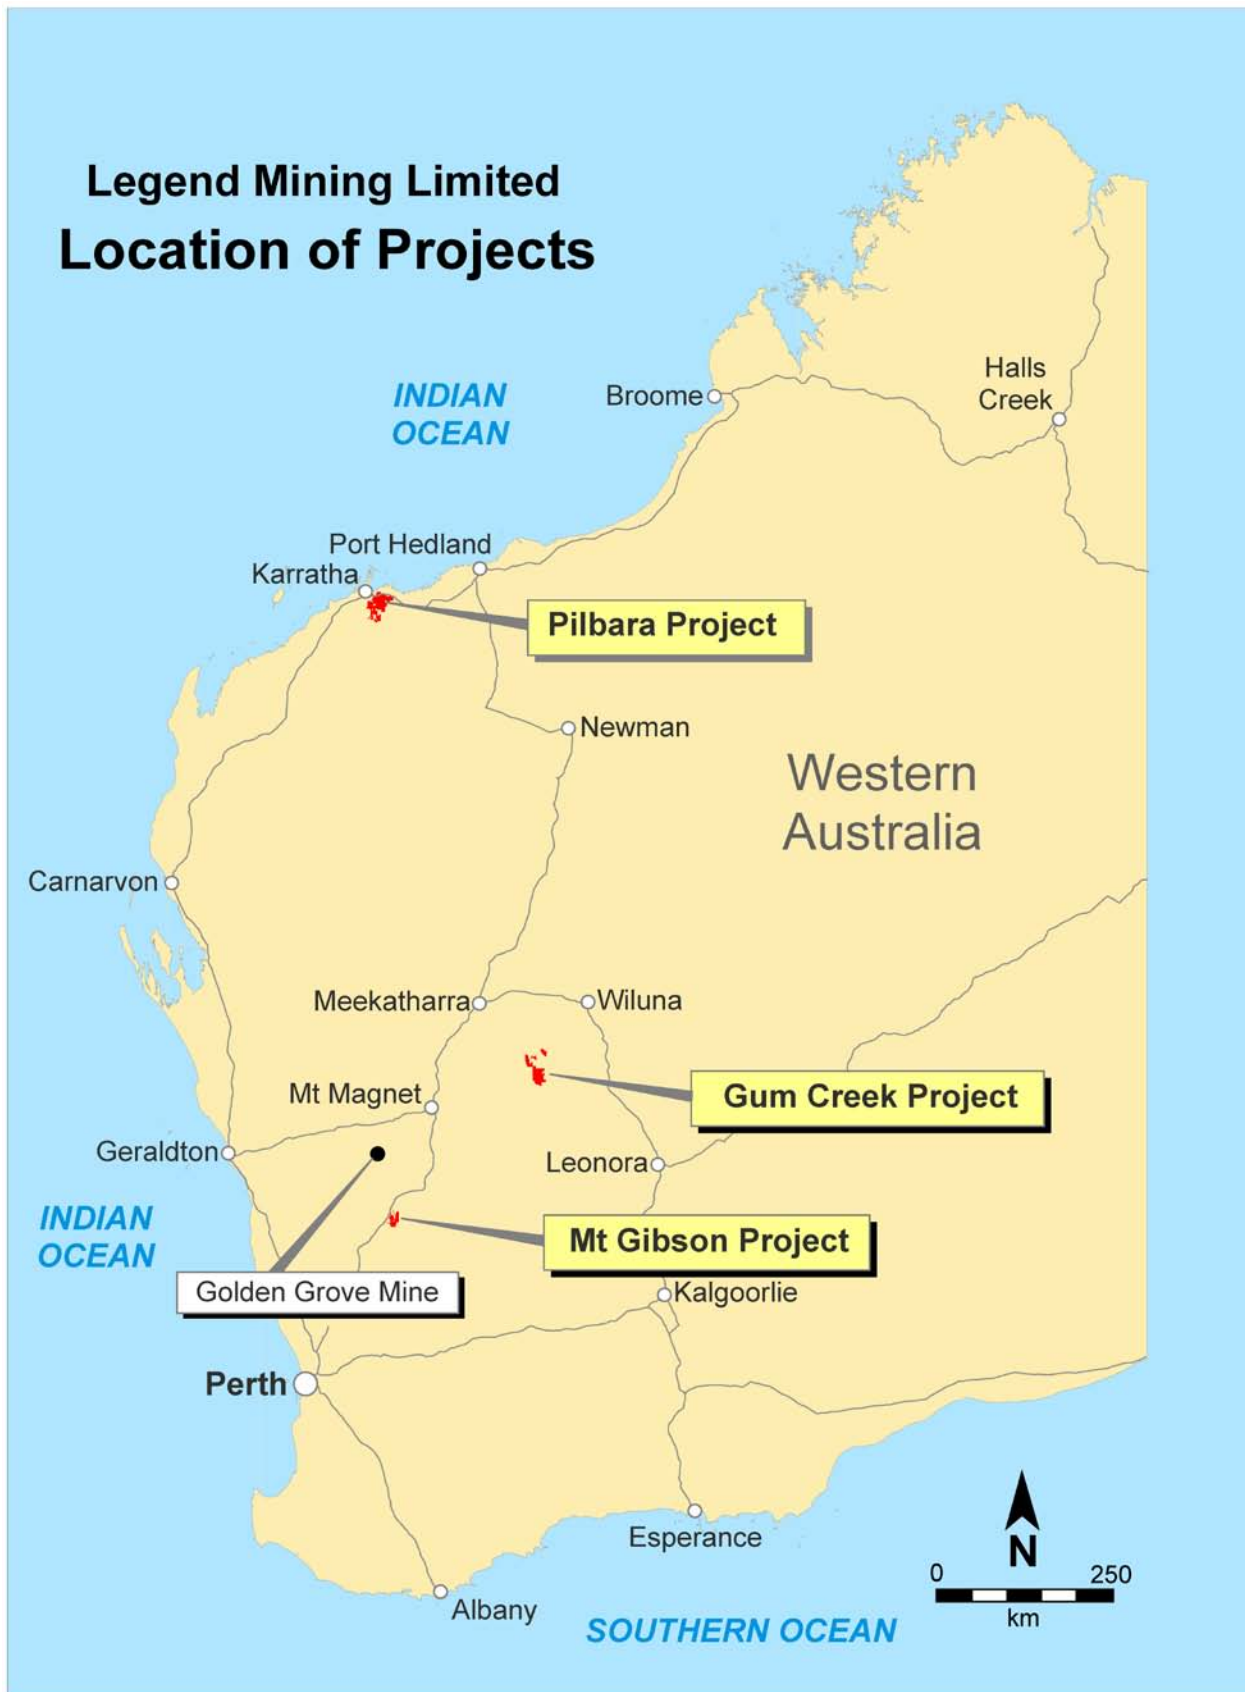 Legend Mining Limited
Location of Projects
INDIAN
OCEAN
Broome
Halls
Creek
Port Hedland
Karratha
Pilbara Project
Newman
Western
Australia
Carnarvon
Meekatharra
Wiluna
Mt Magnet
Gum Creek Project
Geraldton
Leonora
INDIAN
OCEAN
Mt Gibson Project
Golden Grove Mine
Kalgoorlie
Perth
Esperance
N
0 250
km
Albany
SOUTHERN OCEAN